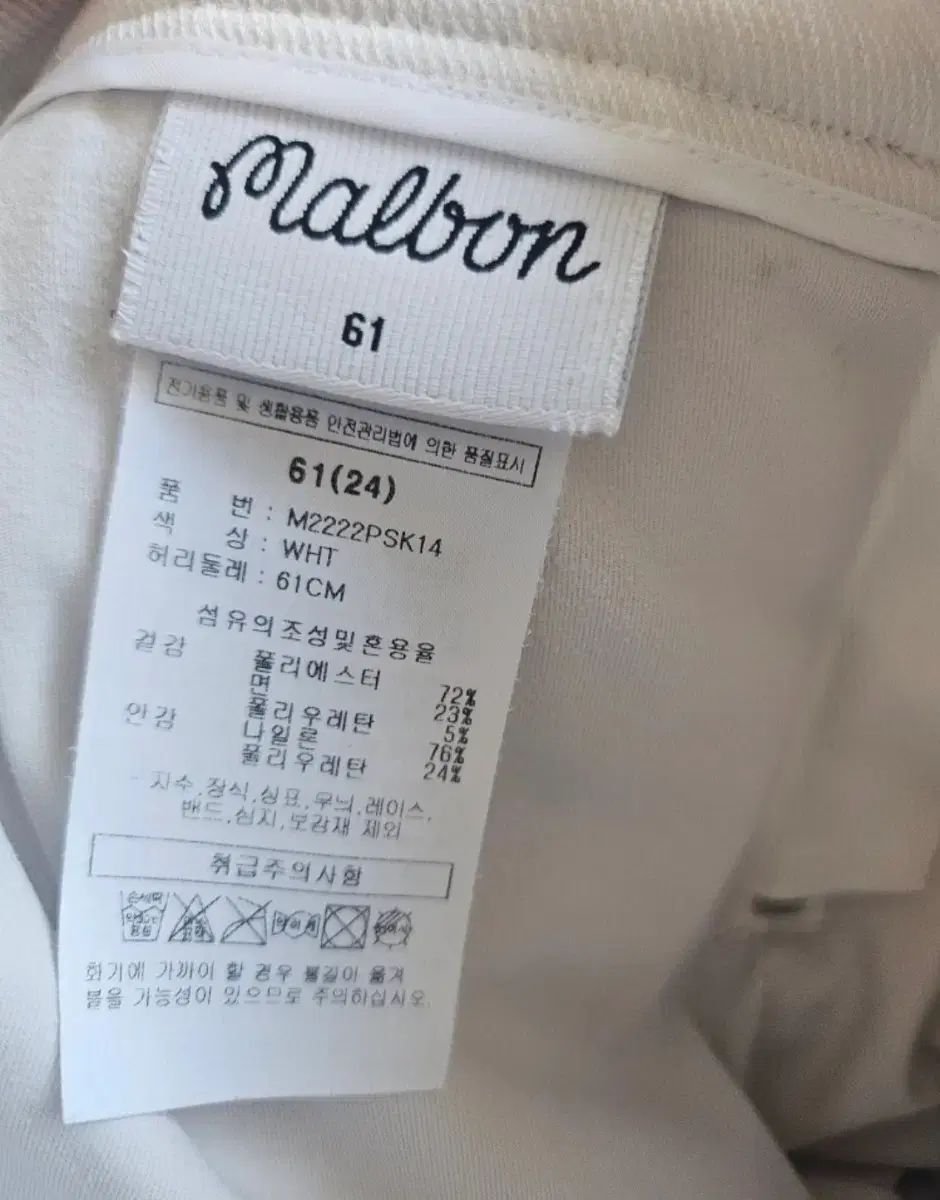 Malbon
61
전기용품 및 생활용품 안전관리법에 의한 품질표시
61(24)
품 번 : M2222PSK14
색 상 : WHT
허리둘레 : 61CM
섬유의조성및혼용율
겉감 폴리에스터 72%
면 23%
폴리우레탄 5%
안감 나일론 76%
폴리우레탄 24%
자수,장식,심표,무늬,레이스,
밴드,심지,보강재 제외
취급주의사항
손세탁
화기에 가까이 할 경우 불길이 옮겨
붙을 가능성이 있으므로 주의하십시오.